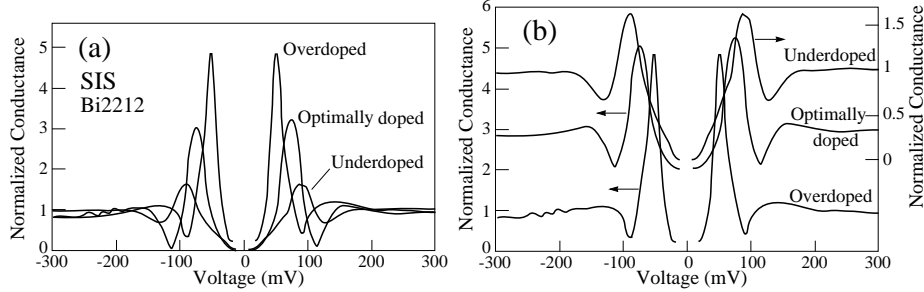 (a)
SIS
Bi2212
Overdoped
Optimally doped
Underdoped
Normalized Conductance
5
4
3
2
1
0
-300 -200 -100 0 100 200 300
Voltage (mV)
(b)
Underdoped
Optimally
doped
Overdoped
Normalized Conductance
6
5
4
3
2
1
0
-300 -200 -100 0 100 200 300
Voltage (mV)
1.5
1
0.5
0
Normalized Conductance